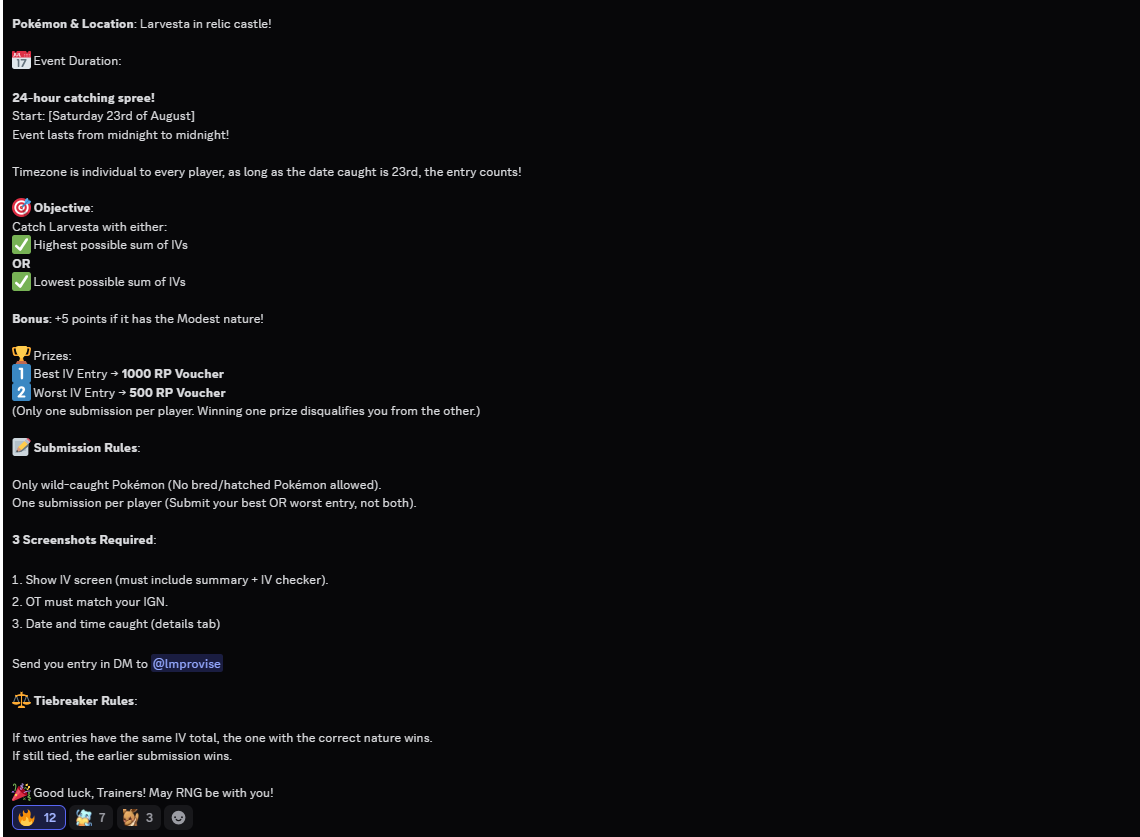 Pokémon & Location: Larvesta in relic castle!
JUL 17 Event Duration:
24-hour catching spree!
Start: [Saturday 23rd of August]
Event lasts from midnight to midnight!
Timezone is individual to every player, as long as the date caught is 23rd, the entry counts!
Objective:
Catch Larvesta with either:
Highest possible sum of IVs
OR
Lowest possible sum of IVs
Bonus: +5 points if it has the Modest nature!
Prizes:
1 Best IV Entry → 1000 RP Voucher
2 Worst IV Entry → 500 RP Voucher
(Only one submission per player. Winning one prize disqualifies you from the other.)
Submission Rules:
Only wild-caught Pokémon (No bred/hatched Pokémon allowed).
One submission per player (Submit your best OR worst entry, not both).
3 Screenshots Required:
1. Show IV screen (must include summary + IV checker).
2. OT must match your IGN.
3. Date and time caught (details tab)
Send you entry in DM to @Improvise
Tiebreaker Rules:
If two entries have the same IV total, the one with the correct nature wins.
If still tied, the earlier submission wins.
Good luck, Trainers! May RNG be with you!
12 7 3